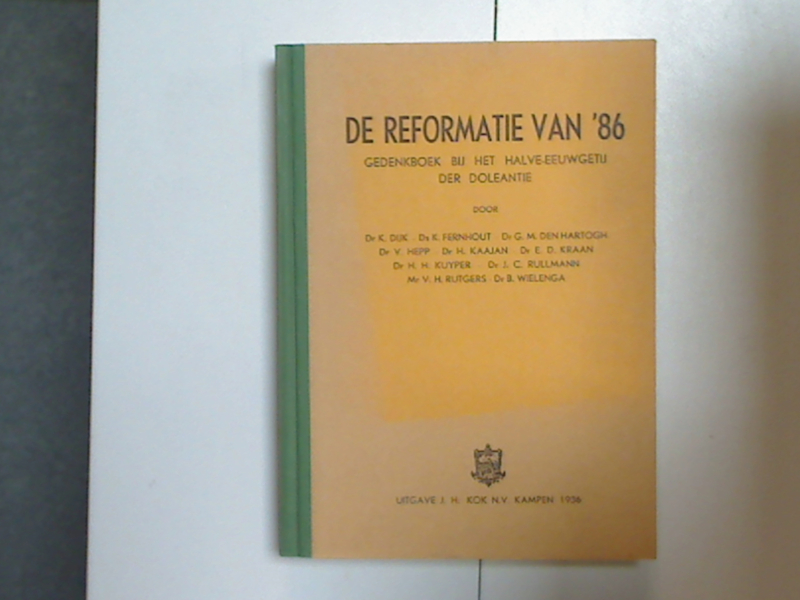 DE REFORMATIE VAN '86
GEDENKBOEK BIJ HET HALVE-EEUWGETIJ
DER DOLEANTIE
DOOR
Dr K. DIJK · Ds K. FERNHOUT · Dr G. M. DEN HARTOGH
Dr V. HEPP · Dr H. KAAJAN · Dr E. D. KRAAN
Dr H. H. KUYPER · Dr J. C. RULLMANN
Mr V. H. RUTGERS · Dr B. WIELENGA
UITGAVE J. H. KOK N.V. KAMPEN 1936